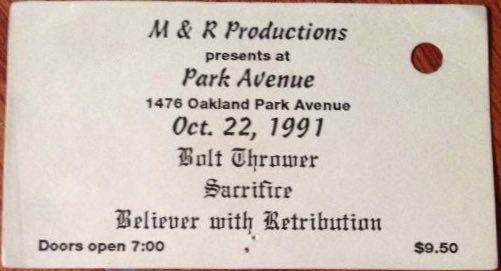 M & R Productions
presents at
Park Avenue
1476 Oakland Park Avenue
Oct. 22, 1991
Bolt Thrower
Sacrifice
Believer with Retribution
Doors open 7:00 $9.50